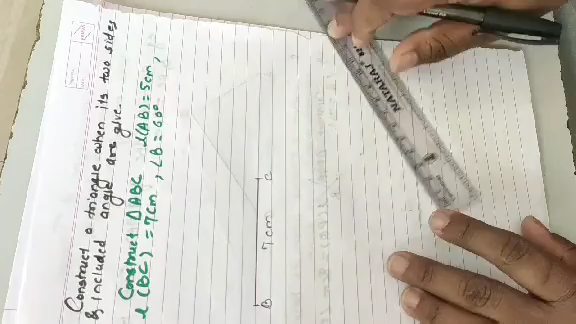 Construct a triangle when its two sides
& included angle are give.
Construct ΔABC l(AB)=5cm,
l(BC)=7cm, ∠B=60°
B 7cm C
NATARAJ